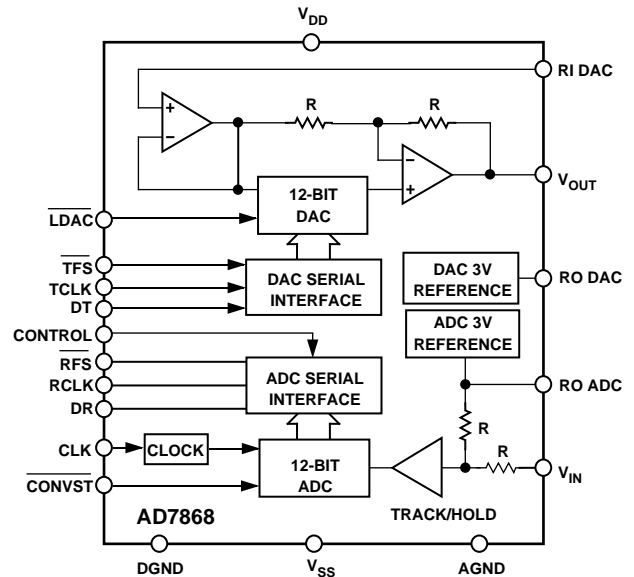 VDD
RI DAC
R
R
+
−
−
+
VOUT
12-BIT
DAC
LDAC
TFS
TCLK
DT
DAC SERIAL
INTERFACE
DAC 3V
REFERENCE
RO DAC
CONTROL
ADC 3V
REFERENCE
RFS
RCLK
DR
ADC SERIAL
INTERFACE
RO ADC
R
CLK
CLOCK
12-BIT
ADC
R
VIN
CONVST
TRACK/HOLD
AD7868
DGND
VSS
AGND